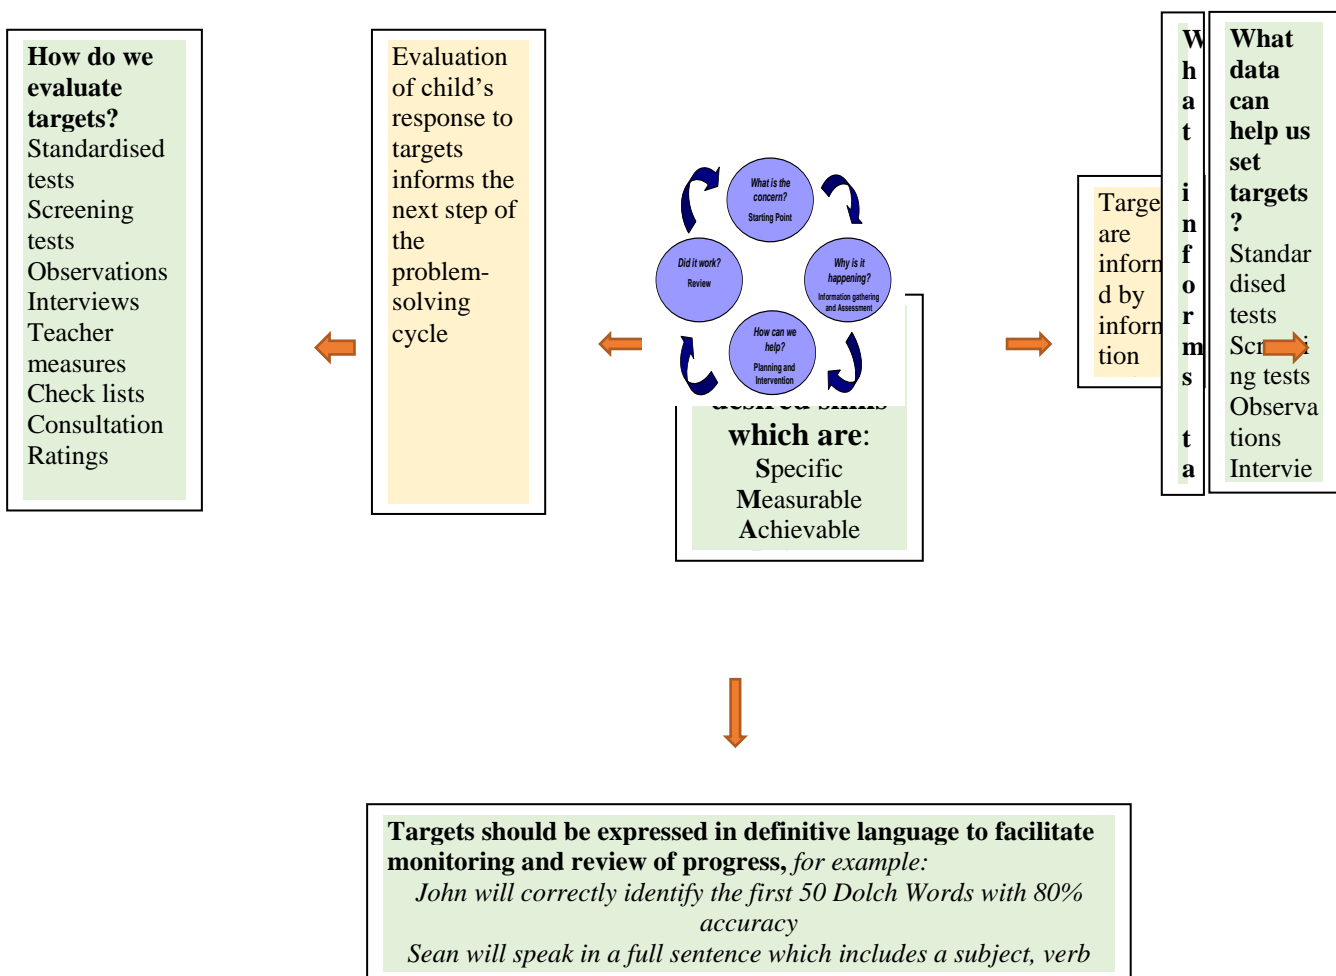 How do we
evaluate
targets?
Standardised
tests
Screening
tests
Observations
Interviews
Teacher
measures
Check lists
Consultation
Ratings
Evaluation
of child’s
response to
targets
informs the
next step of
the
problem-
solving
cycle
What is the
concern?
Starting Point
Did it work?
Review
Why is it
happening?
Information gathering
and Assessment
How can we
help?
Planning and
Intervention
which are:
Specific
Measurable
Achievable
Targe
are
inform
d by
inform
tion
W
h
a
t
i
n
f
o
r
m
s
t
a
What
data
can
help us
set
targets
?
Standar
dised
tests
ng tests
Observa
tions
Intervie
Targets should be expressed in definitive language to facilitate
monitoring and review of progress, for example:
John will correctly identify the first 50 Dolch Words with 80%
accuracy
Sean will speak in a full sentence which includes a subject, verb